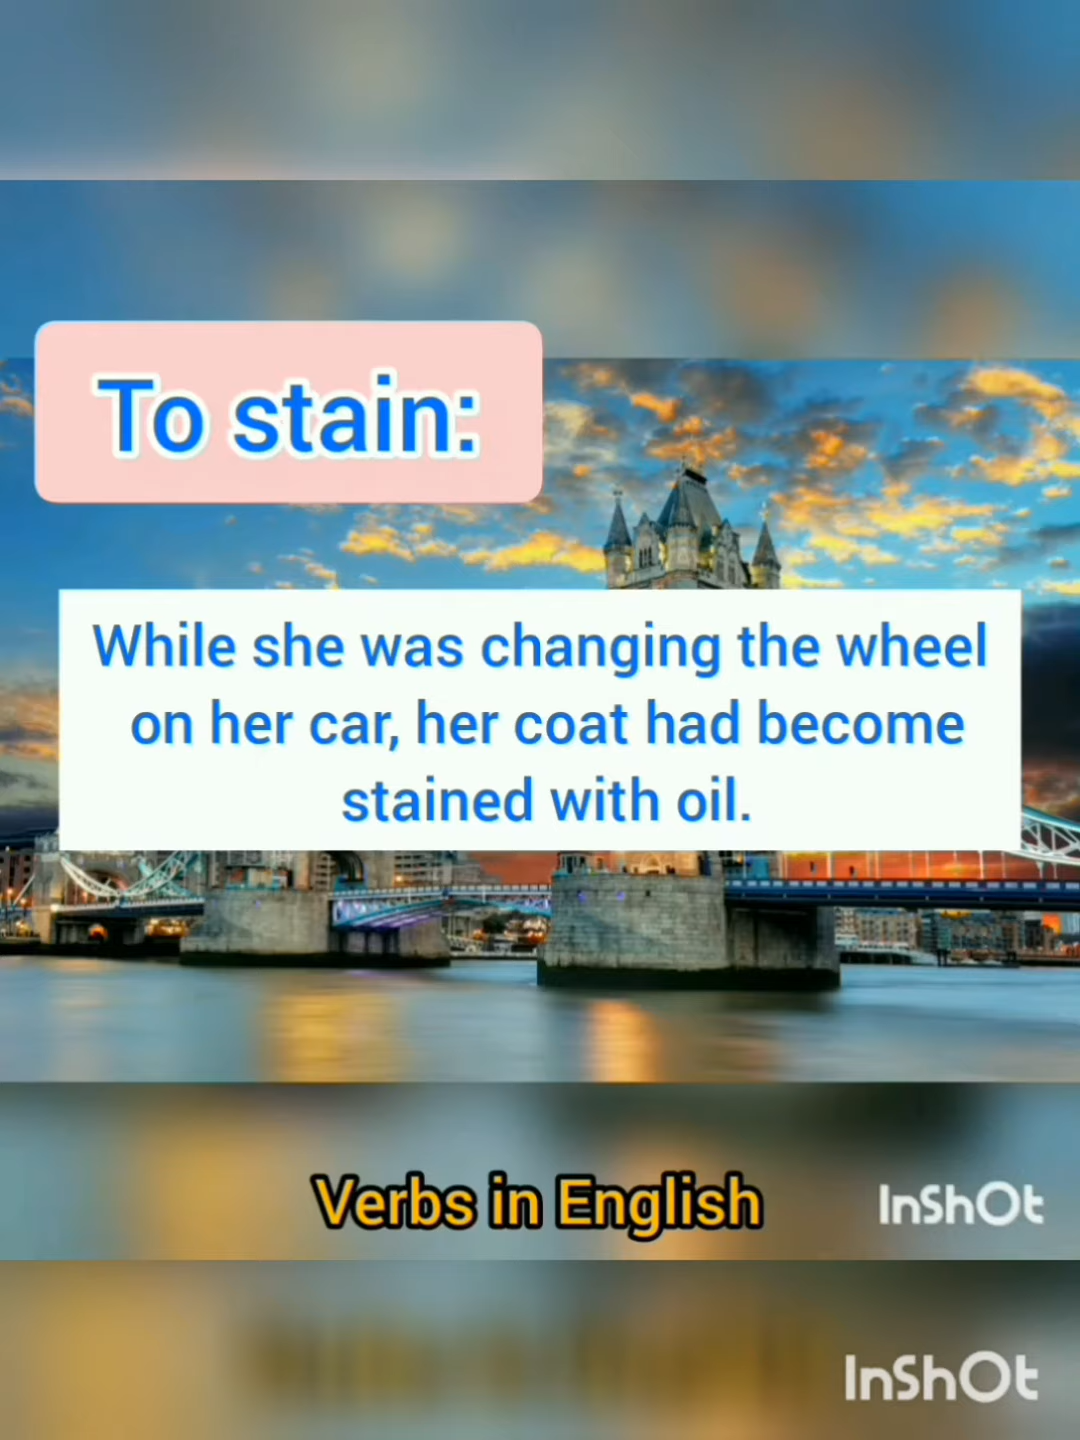 To stain:
While she was changing the wheel
on her car, her coat had become
stained with oil.
Verbs in English
InShOt
InShOt